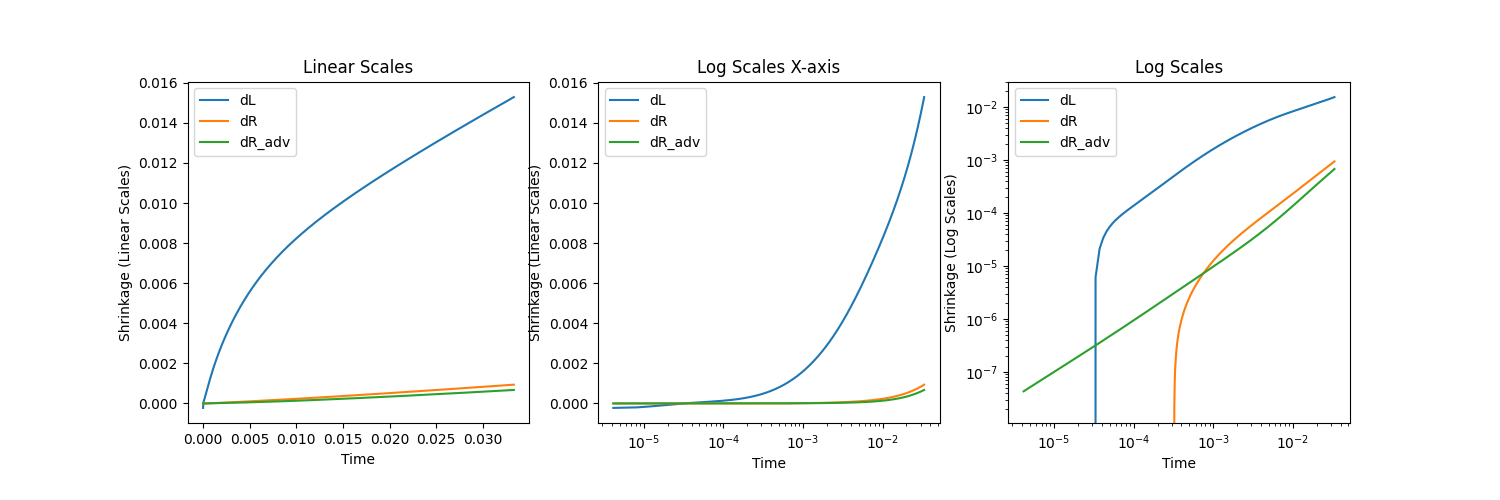 Linear Scales
Shrinkage (Linear Scales)
0.016
0.014
0.012
0.010
0.008
0.006
0.004
0.002
0.000
dL
dR
dR_adv
0.000 0.005 0.010 0.015 0.020 0.025 0.030
Time
Log Scales X-axis
Shrinkage (Linear Scales)
0.016
0.014
0.012
0.010
0.008
0.006
0.004
0.002
0.000
dL
dR
dR_adv
10⁻⁵ 10⁻⁴ 10⁻³ 10⁻²
Time
Log Scales
Shrinkage (Log Scales)
10⁻²
10⁻³
10⁻⁴
10⁻⁵
10⁻⁶
10⁻⁷
dL
dR
dR_adv
10⁻⁵ 10⁻⁴ 10⁻³ 10⁻²
Time